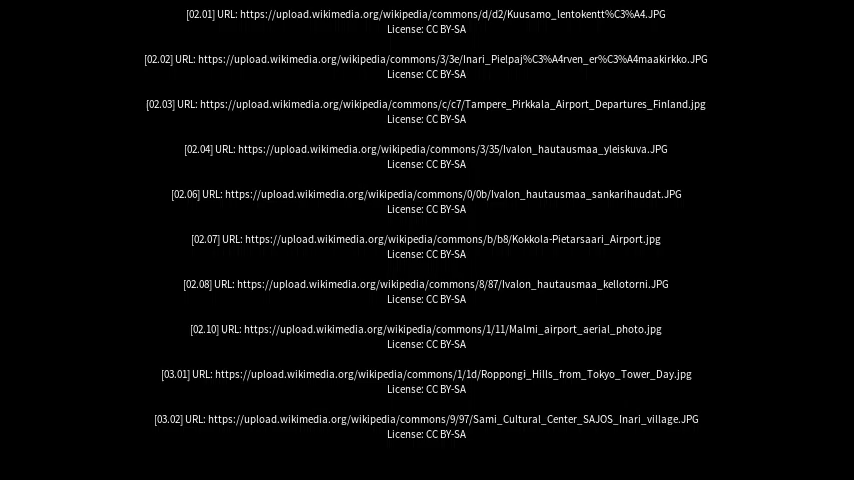 [02.01] URL: https://upload.wikimedia.org/wikipedia/commons/d/d2/Kuusamo_lentokentt%C3%A4.JPG
License: CC BY-SA
[02.02] URL: https://upload.wikimedia.org/wikipedia/commons/3/3e/Inari_Pielpaj%C3%A4rven_er%C3%A4maakirkko.JPG
License: CC BY-SA
[02.03] URL: https://upload.wikimedia.org/wikipedia/commons/c/c7/Tampere_Pirkkala_Airport_Departures_Finland.jpg
License: CC BY-SA
[02.04] URL: https://upload.wikimedia.org/wikipedia/commons/3/35/Ivalon_hautausmaa_yleiskuva.JPG
License: CC BY-SA
[02.06] URL: https://upload.wikimedia.org/wikipedia/commons/0/0b/Ivalon_hautausmaa_sankarihaudat.JPG
License: CC BY-SA
[02.07] URL: https://upload.wikimedia.org/wikipedia/commons/b/b8/Kokkola-Pietarsaari_Airport.jpg
License: CC BY-SA
[02.08] URL: https://upload.wikimedia.org/wikipedia/commons/8/87/Ivalon_hautausmaa_kellotorni.JPG
License: CC BY-SA
[02.10] URL: https://upload.wikimedia.org/wikipedia/commons/1/11/Malmi_airport_aerial_photo.jpg
License: CC BY-SA
[03.01] URL: https://upload.wikimedia.org/wikipedia/commons/1/1d/Roppongi_Hills_from_Tokyo_Tower_Day.jpg
License: CC BY-SA
[03.02] URL: https://upload.wikimedia.org/wikipedia/commons/9/97/Sami_Cultural_Center_SAJOS_Inari_village.JPG
License: CC BY-SA